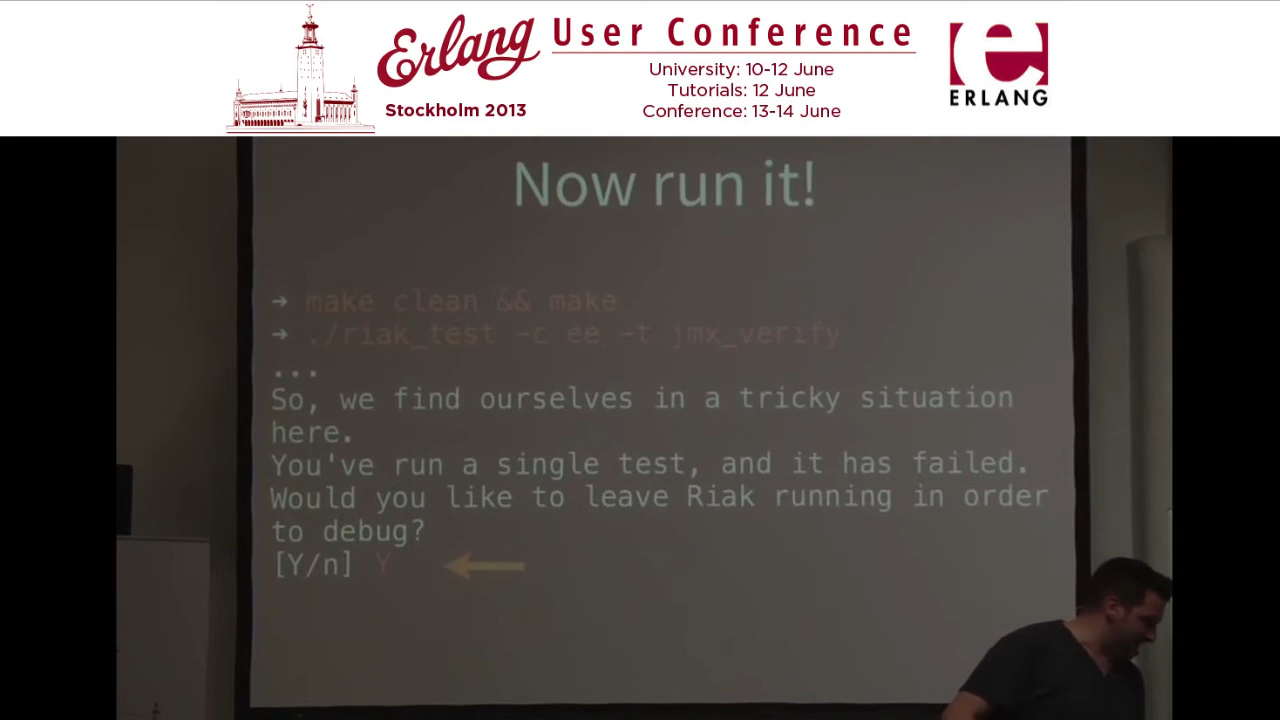 Erlang User Conference
Stockholm 2013
University: 10-12 June
Tutorials: 12 June
Conference: 13-14 June
ERLANG
Now run it!
➜ make clean && make
➜ ./riak_test -c ee -t jmx_verify
...
So, we find ourselves in a tricky situation
here.
You've run a single test, and it has failed.
Would you like to leave Riak running in order
to debug?
[Y/n] Y